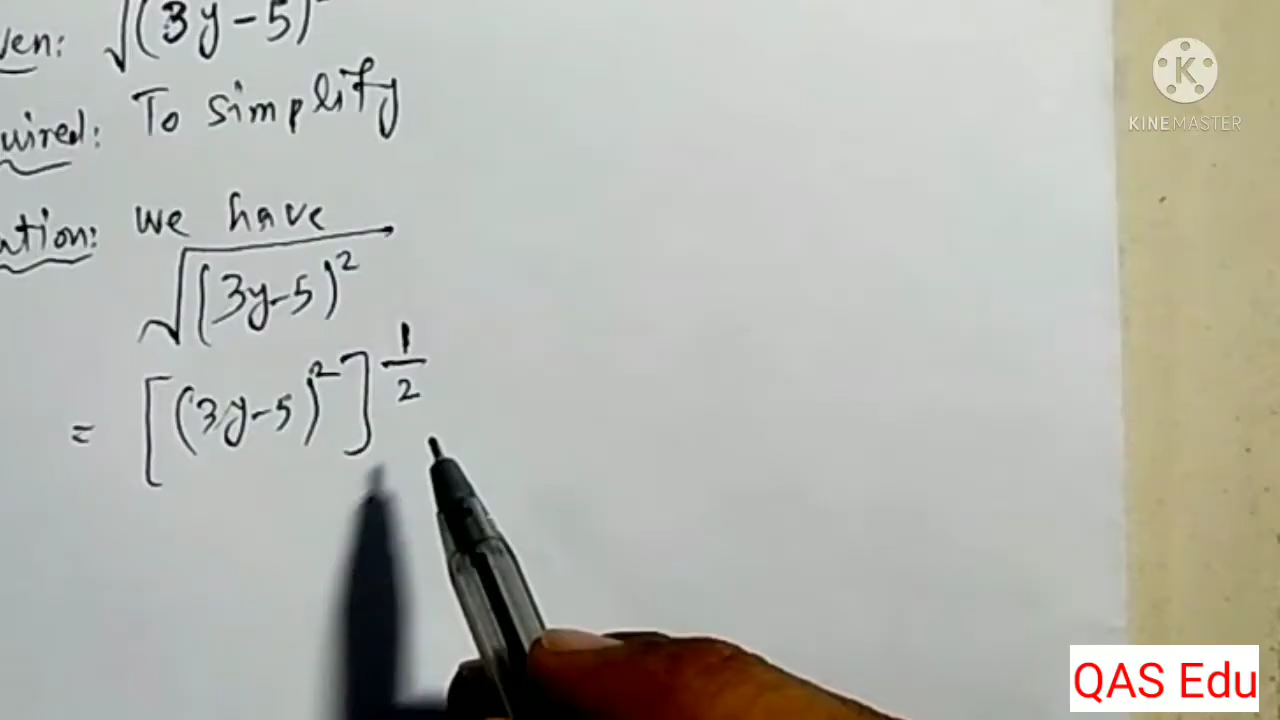 ven: √(3y-5)
uired: To simplify
ution: we have
√(3y-5)²
= [(3y-5)²]^1/2
KINEMASTER
QAS Edu